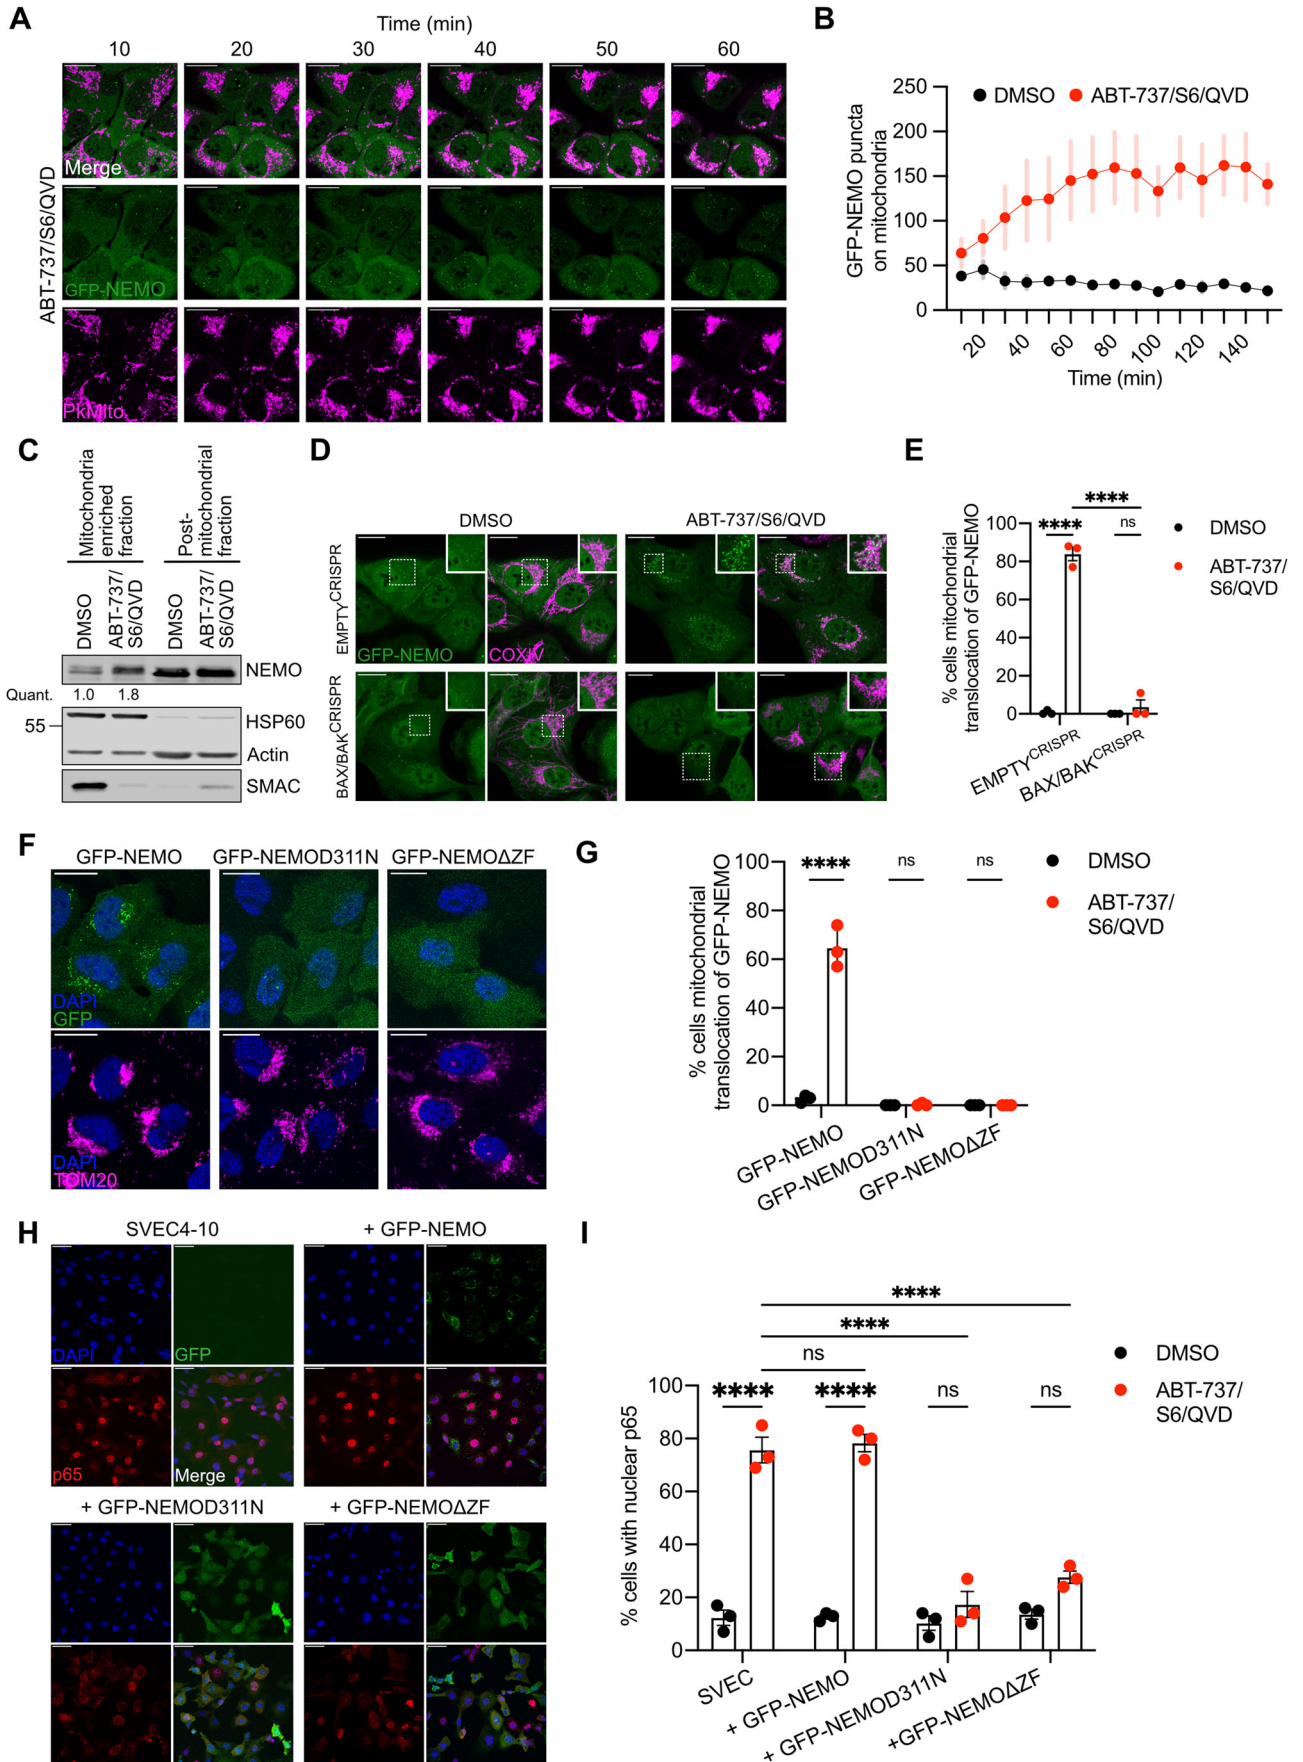 A
Time (min)
10 20 30 40 50 60
ABT-737/S6/QVD
Merge
GFP-NEMO
PkMito
B
DMSO
ABT-737/S6/QVD
GFP-NEMO puncta
on mitochondria
250
200
150
100
50
0
20 40 60 80 100 120 140
Time (min)
C
Mitochondria
enriched
fraction
Post-
mitochondrial
fraction
DMSO
ABT-737/
S6/QVD
DMSO
ABT-737/
S6/QVD
NEMO
Quant. 1.0 1.8
55
HSP60
Actin
SMAC
D
DMSO
ABT-737/S6/QVD
EMPTYCRISPR
GFP-NEMO
COXIV
BAX/BAKCRISPR
E
% cells mitochondrial
translocation of GFP-NEMO
100
80
60
40
20
0
****
****
ns
DMSO
ABT-737/
S6/QVD
EMPTYCRISPR
BAX/BAKCRISPR
F
GFP-NEMO
GFP-NEMOD311N
GFP-NEMOΔZF
DAPI
GFP
DAPI
TOM20
G
% cells mitochondrial
translocation of GFP-NEMO
100
80
60
40
20
0
****
ns
ns
DMSO
ABT-737/
S6/QVD
GFP-NEMO
GFP-NEMOD311N
GFP-NEMOΔZF
H
SVEC4-10
+ GFP-NEMO
DAPI
GFP
p65
Merge
+ GFP-NEMOD311N
+ GFP-NEMOΔZF
I
% cells with nuclear p65
100
80
60
40
20
0
****
****
ns
****
****
ns
ns
DMSO
ABT-737/
S6/QVD
SVEC
+ GFP-NEMO
+ GFP-NEMOD311N
+GFP-NEMOΔZF